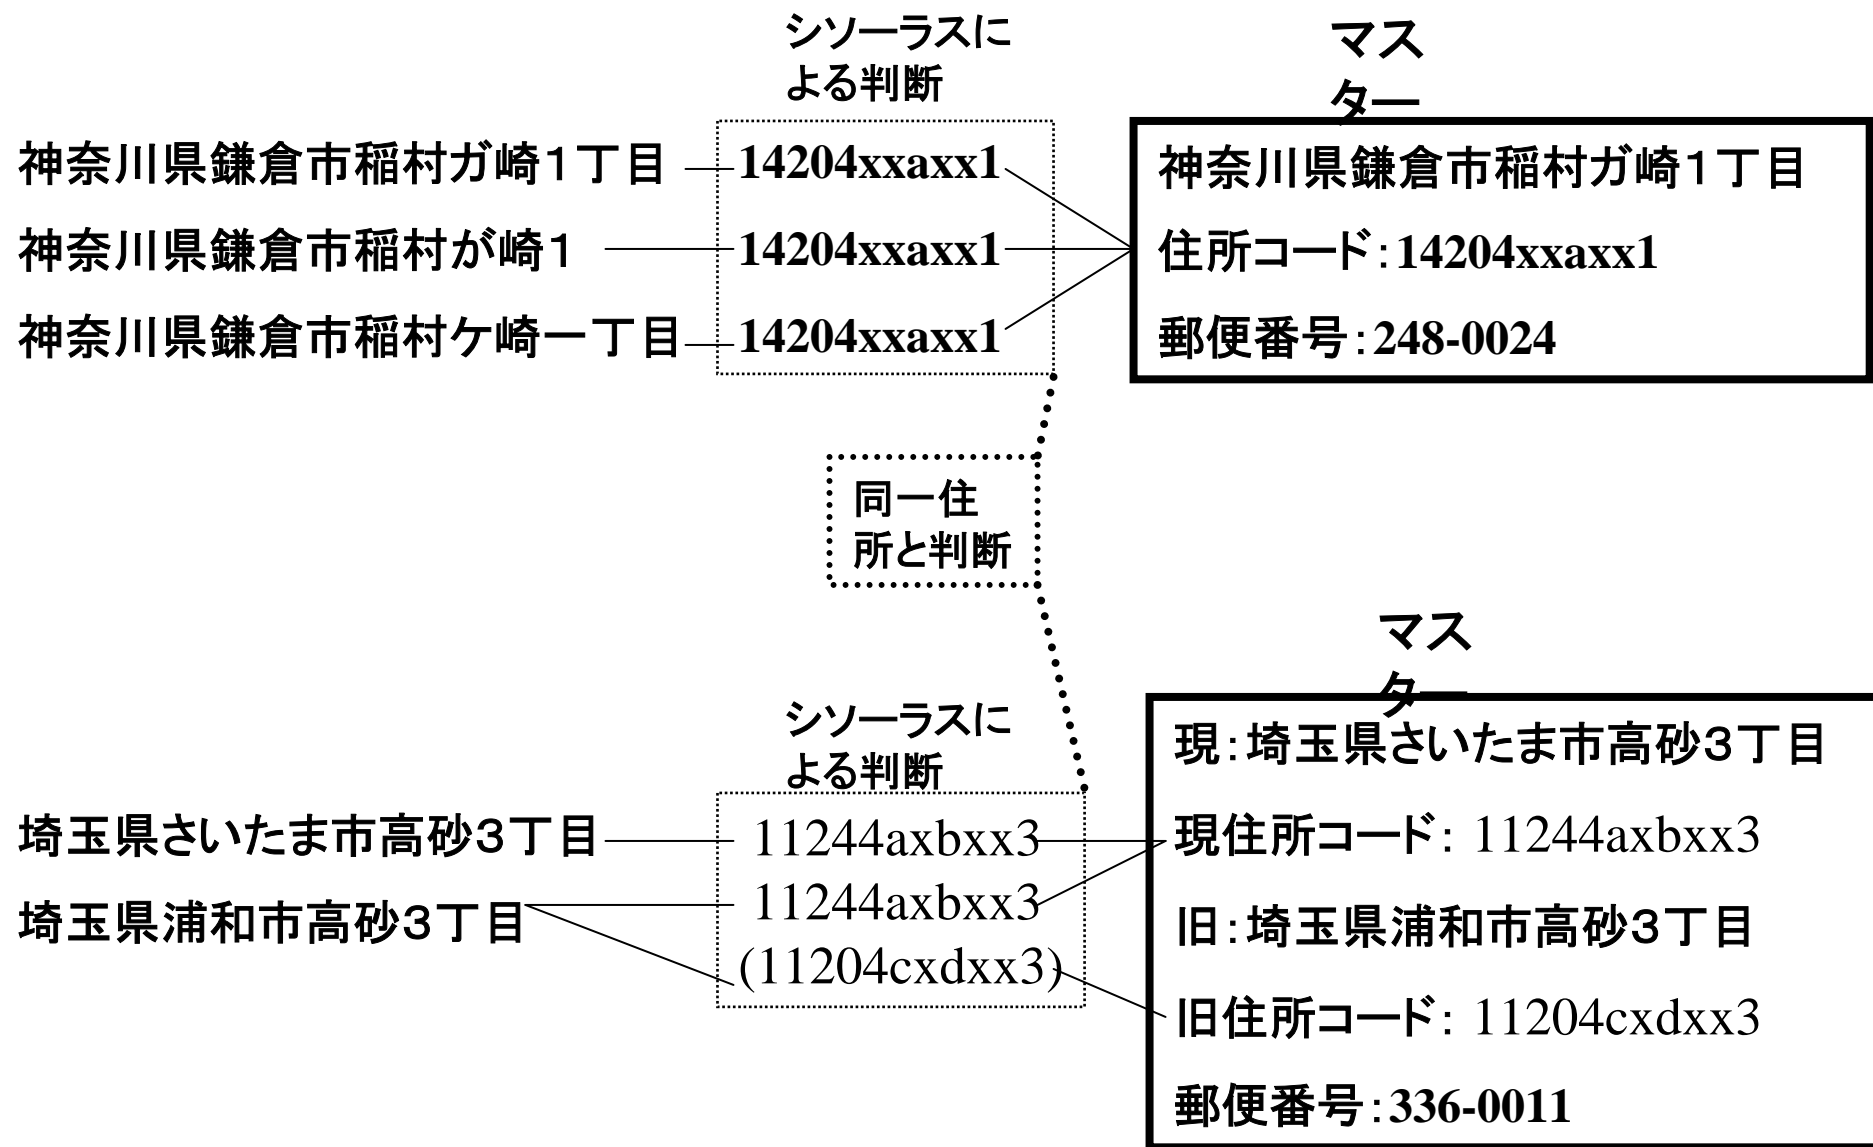 シソーラスに
よる判断
マス
ター
神奈川県鎌倉市稲村ガ崎１丁目
14204xxaxx1
神奈川県鎌倉市稲村ガ崎１丁目
神奈川県鎌倉市稲村が崎１
14204xxaxx1
住所コード：14204xxaxx1
神奈川県鎌倉市稲村ケ崎一丁目
14204xxaxx1
郵便番号：248-0024
同一住
所と判断
マス
ター
シソーラスに
よる判断
現：埼玉県さいたま市高砂３丁目
埼玉県さいたま市高砂３丁目
11244axbxx3
現住所コード： 11244axbxx3
埼玉県浦和市高砂３丁目
11244axbxx3
旧：埼玉県浦和市高砂３丁目
(11204cxdxx3)
旧住所コード： 11204cxdxx3
郵便番号：336-0011